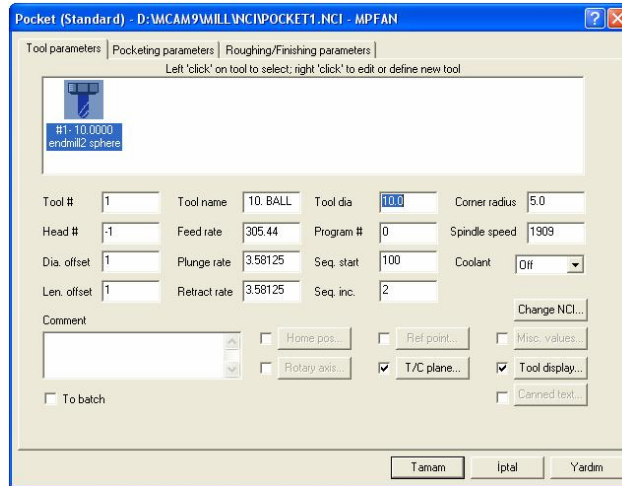 Pocket (Standard) - D:\MCAM9\MILL\NCI\POCKET1.NCI - MPFAN
Tool parameters Pocketing parameters Roughing/Finishing parameters
Left 'click' on tool to select; right 'click' to edit or define new tool
#1- 10.0000
endmill2 sphere
Tool # 1 Tool name 10. BALL Tool dia 10.0 Corner radius 5.0
Head # -1 Feed rate 305.44 Program # 0 Spindle speed 1909
Dia. offset 1 Plunge rate 3.58125 Seq. start 100 Coolant Off
Len. offset 1 Retract rate 3.58125 Seq. inc. 2
Change NCI...
Comment
Home pos... Ref point... Misc. values...
Rotary axis... T/C plane... Tool display...
To batch Canned text...
Tamam İptal Yardım